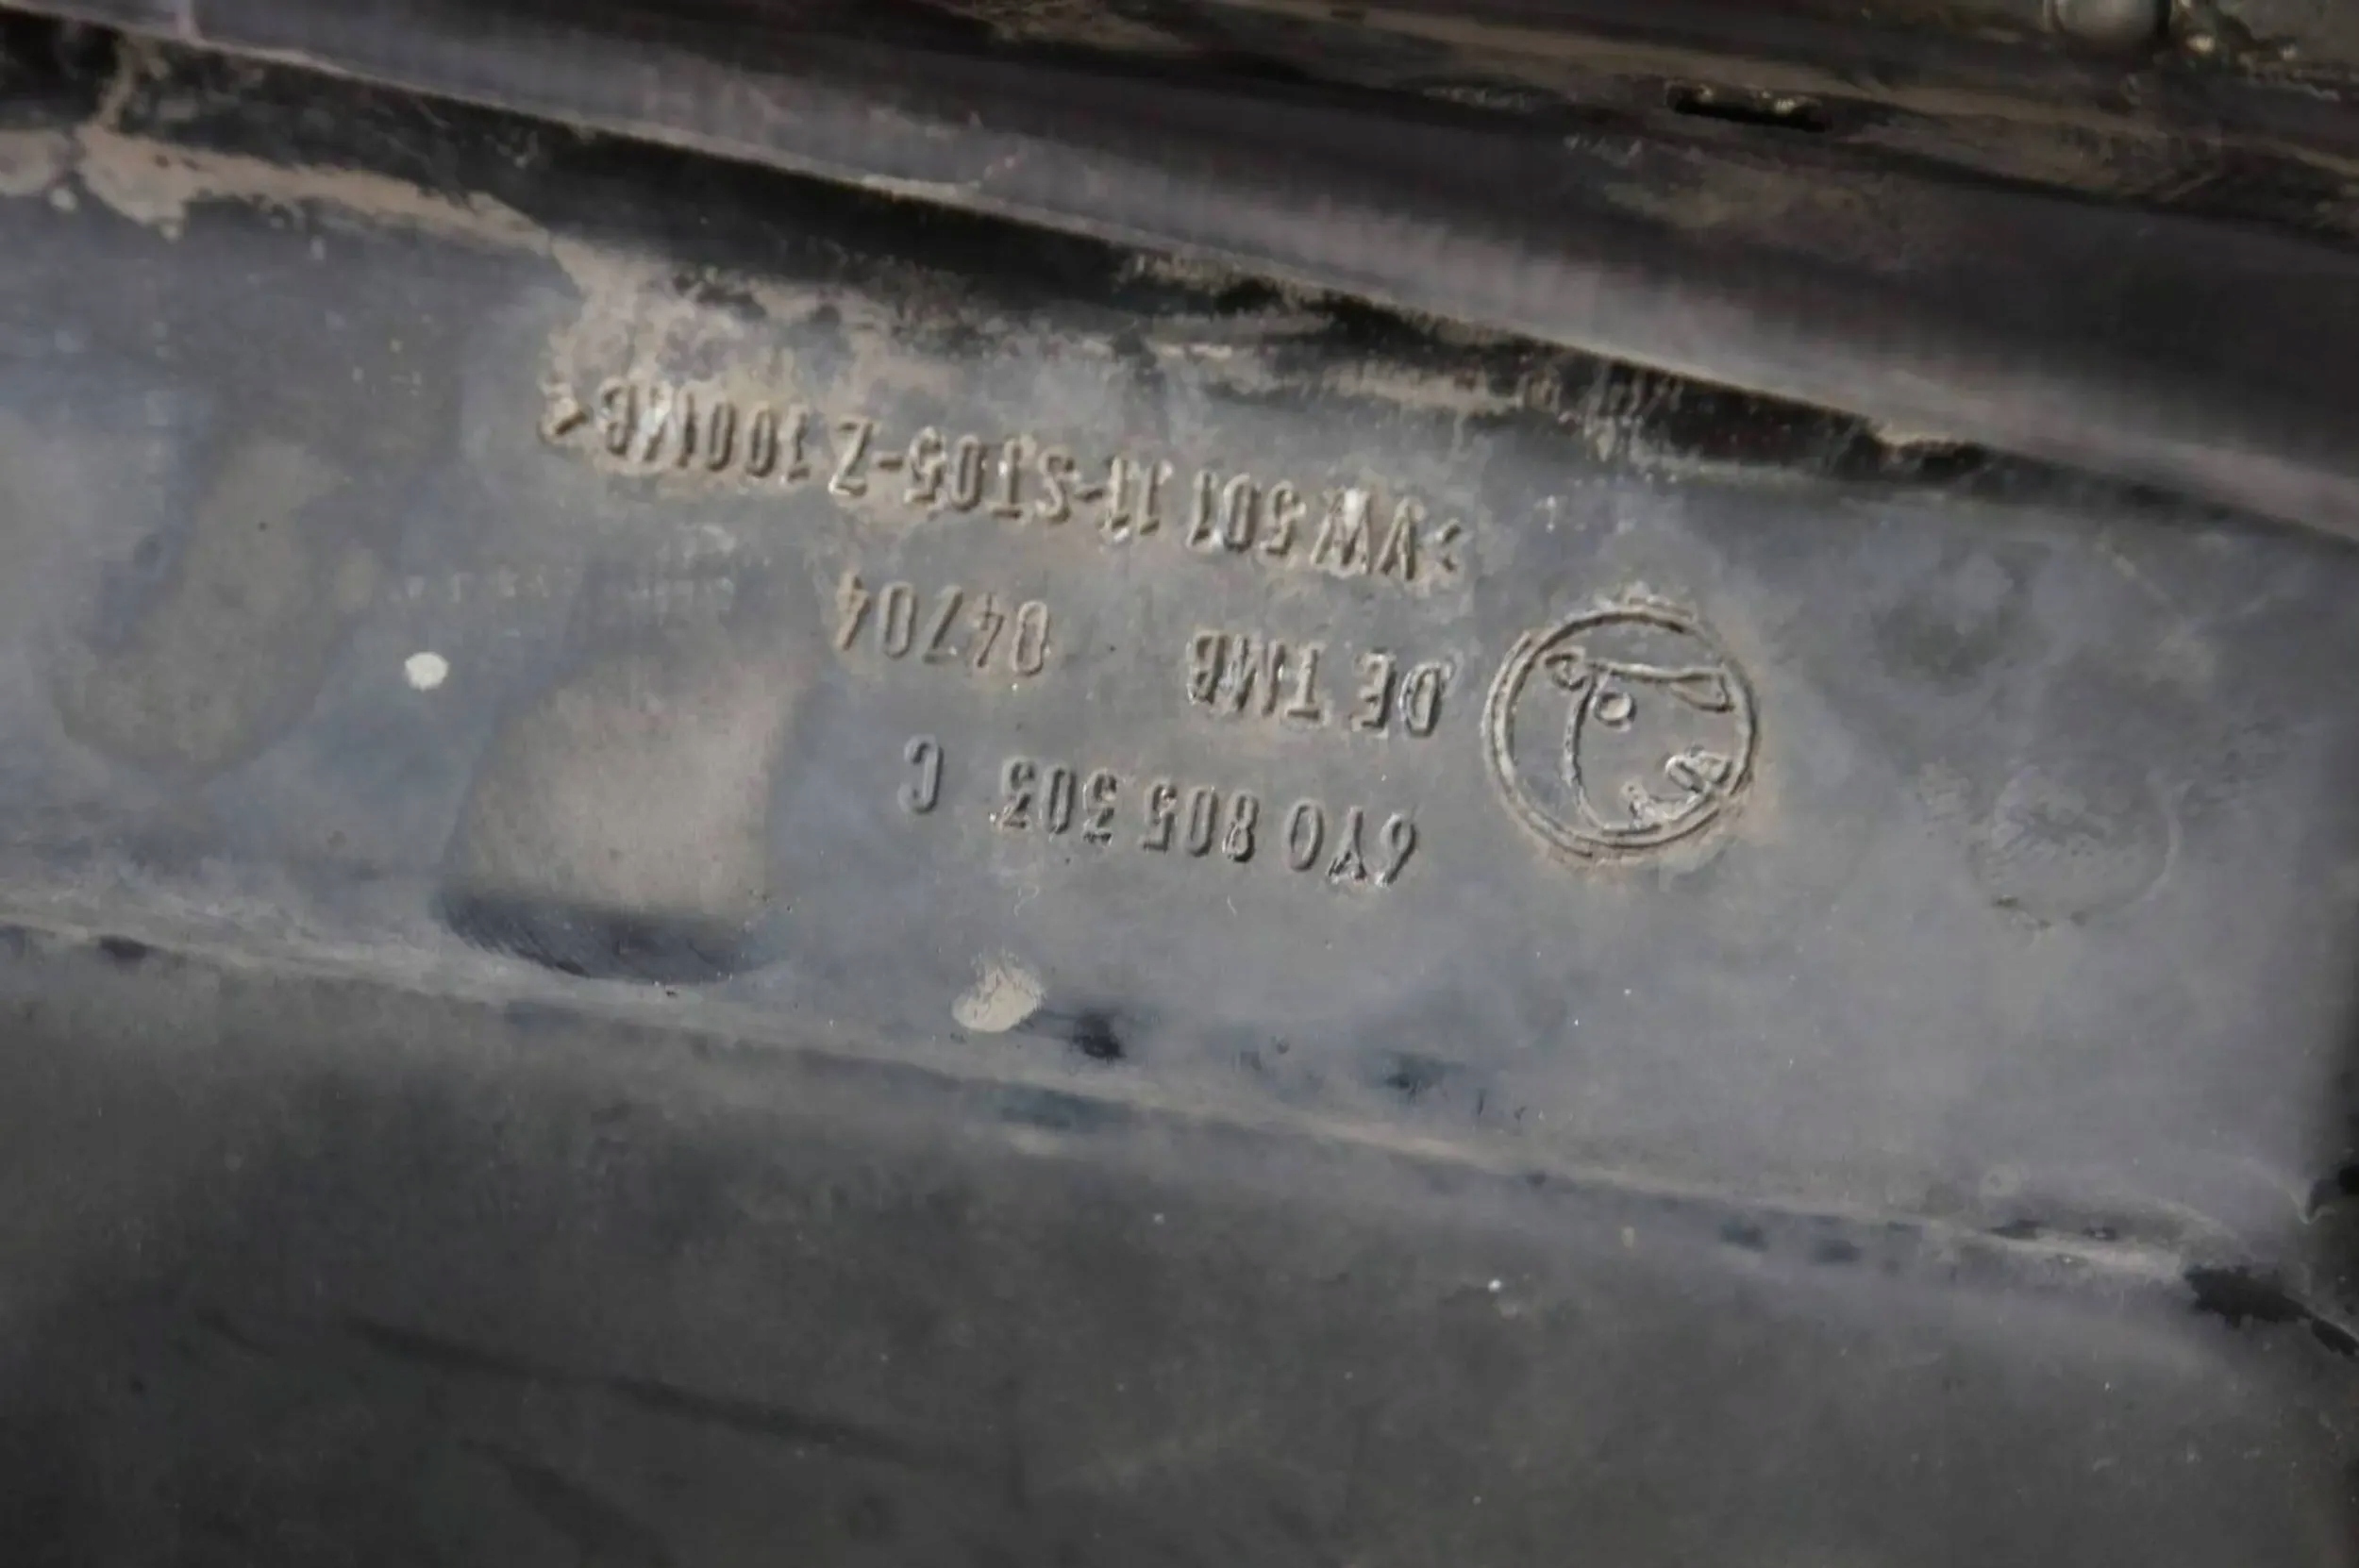 6Y0 805 303 C
DE TMB 04704
>VW 501 11-ST05-Z 100MB<